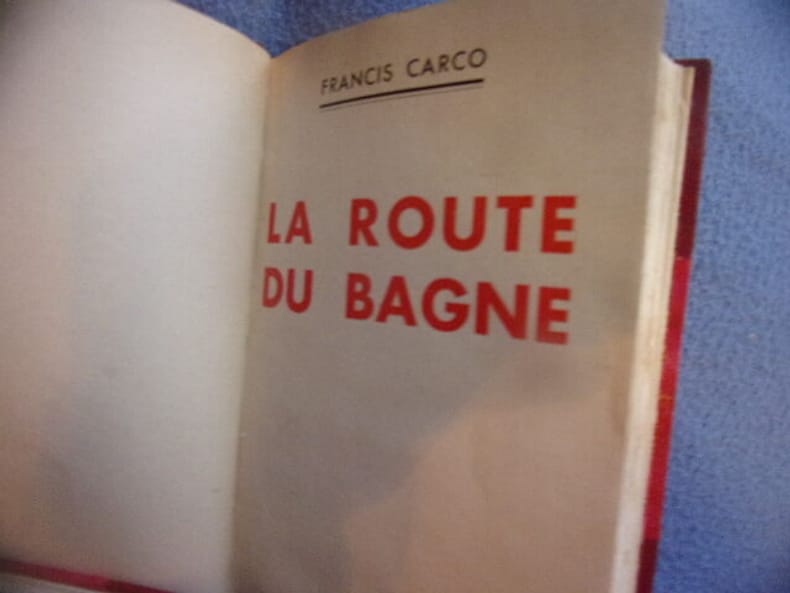 FRANCIS CARCO
LA ROUTE
DU BAGNE